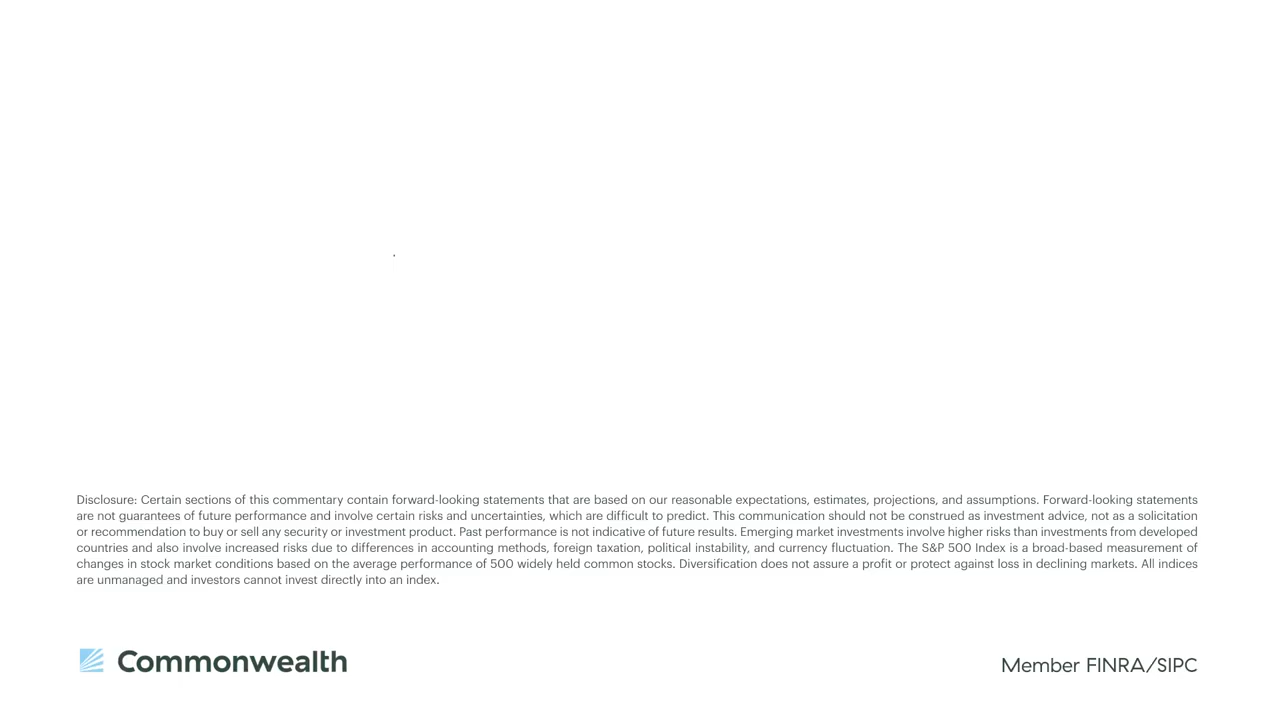 Disclosure: Certain sections of this commentary contain forward-looking statements that are based on our reasonable expectations, estimates, projections, and assumptions. Forward-looking statements
are not guarantees of future performance and involve certain risks and uncertainties, which are difficult to predict. This communication should not be construed as investment advice, not as a solicitation
or recommendation to buy or sell any security or investment product. Past performance is not indicative of future results. Emerging market investments involve higher risks than investments from developed
countries and also involve increased risks due to differences in accounting methods, foreign taxation, political instability, and currency fluctuation. The S&P 500 Index is a broad-based measurement of
changes in stock market conditions based on the average performance of 500 widely held common stocks. Diversification does not assure a profit or protect against loss in declining markets. All indices
are unmanaged and investors cannot invest directly into an index.
Commonwealth
Member FINRA/SIPC